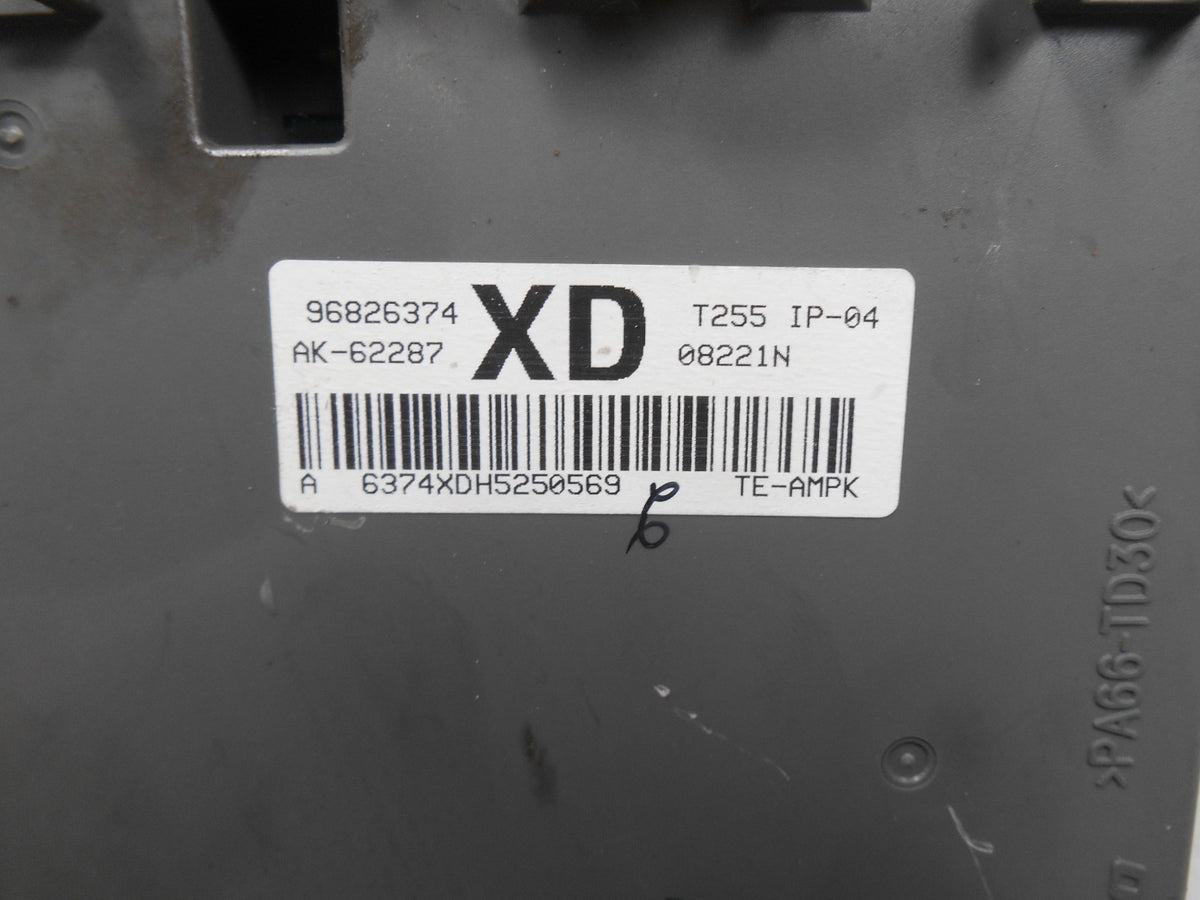 96826374 XD T255 IP-04
AK-62287 08221N
A 6374XDH5250569 TE-AMPK
>PA66-TD30<